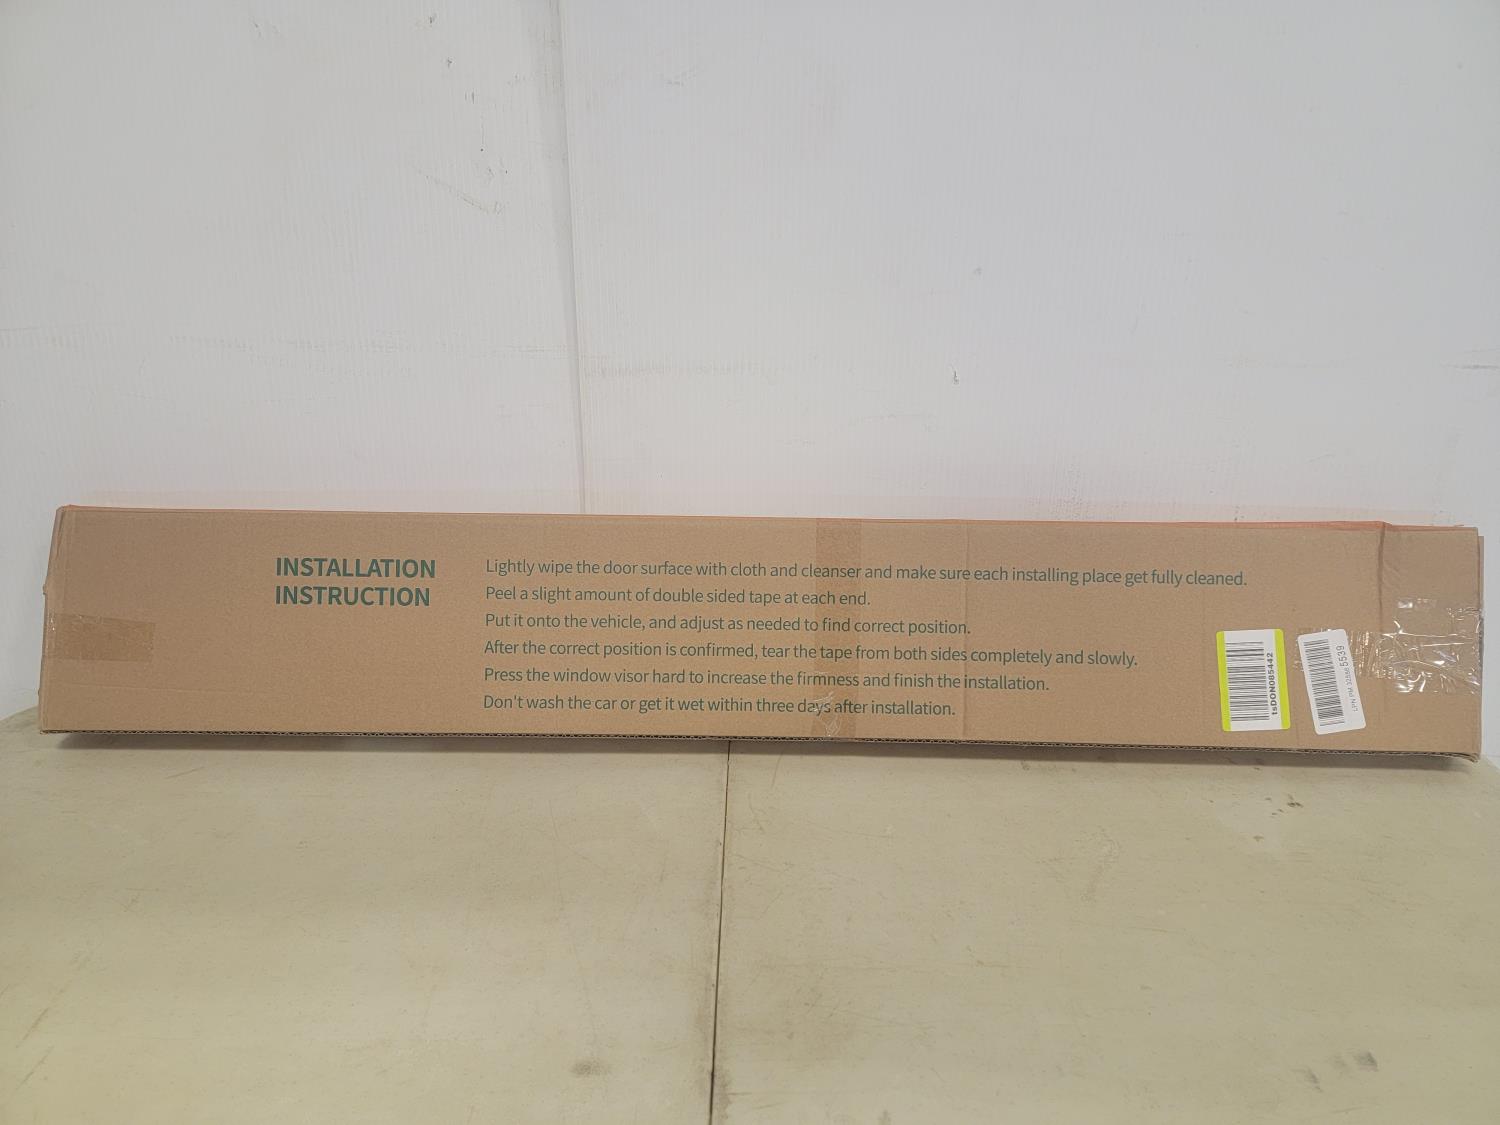 INSTALLATION
INSTRUCTION
Lightly wipe the door surface with cloth and cleanser and make sure each installing place get fully cleaned.
Peel a slight amount of double sided tape at each end.
Put it onto the vehicle, and adjust as needed to find correct position.
After the correct position is confirmed, tear the tape from both sides completely and slowly.
Press the window visor hard to increase the firmness and finish the installation.
Don't wash the car or get it wet within three days after installation.
tsDON085442
LPN PM 5539